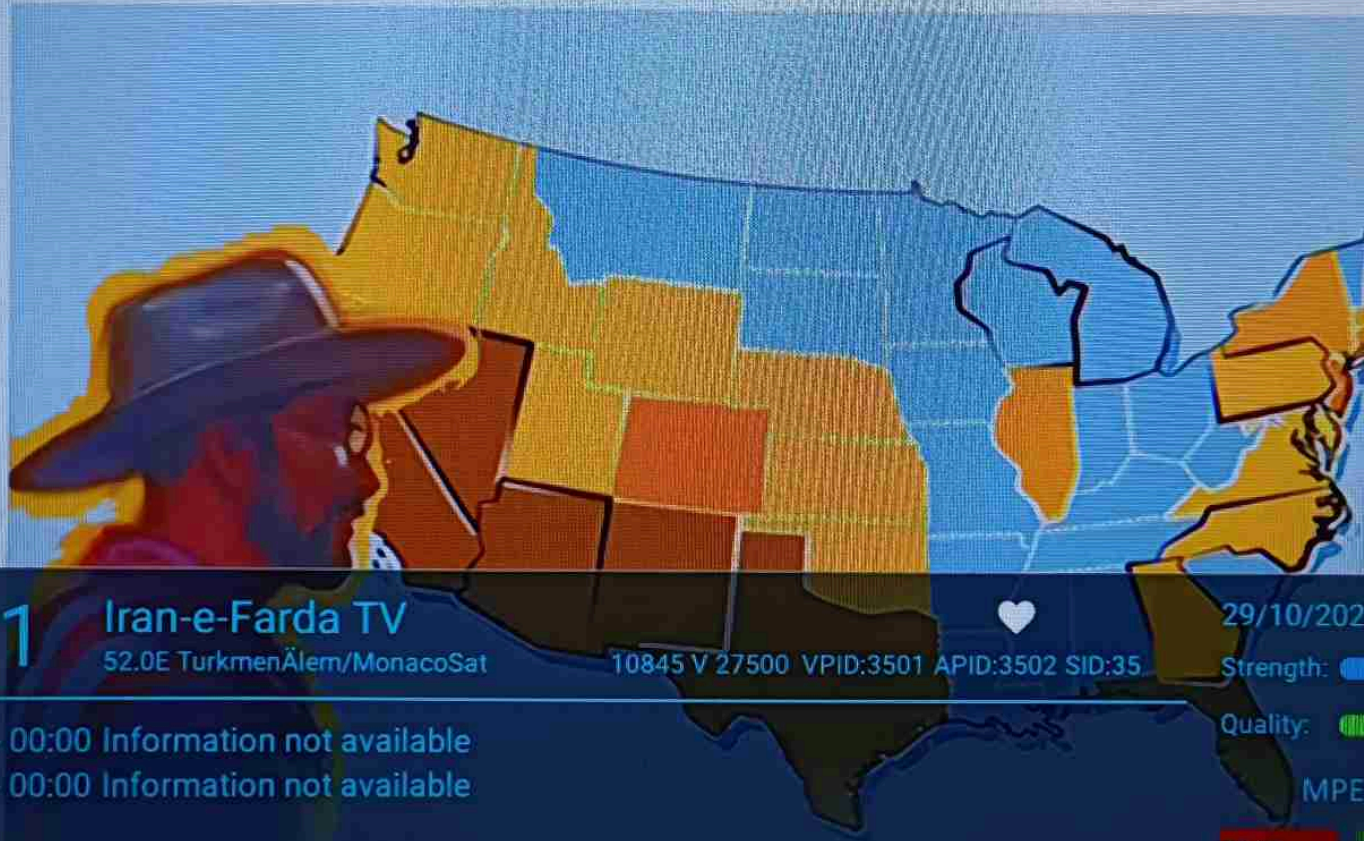 1
Iran-e-Farda TV
52.0E TurkmenÄlem/MonacoSat
10845 V 27500 VPID:3501 APID:3502 SID:35
29/10/202
Strength:
Quality:
00:00 Information not available
00:00 Information not available
MPE